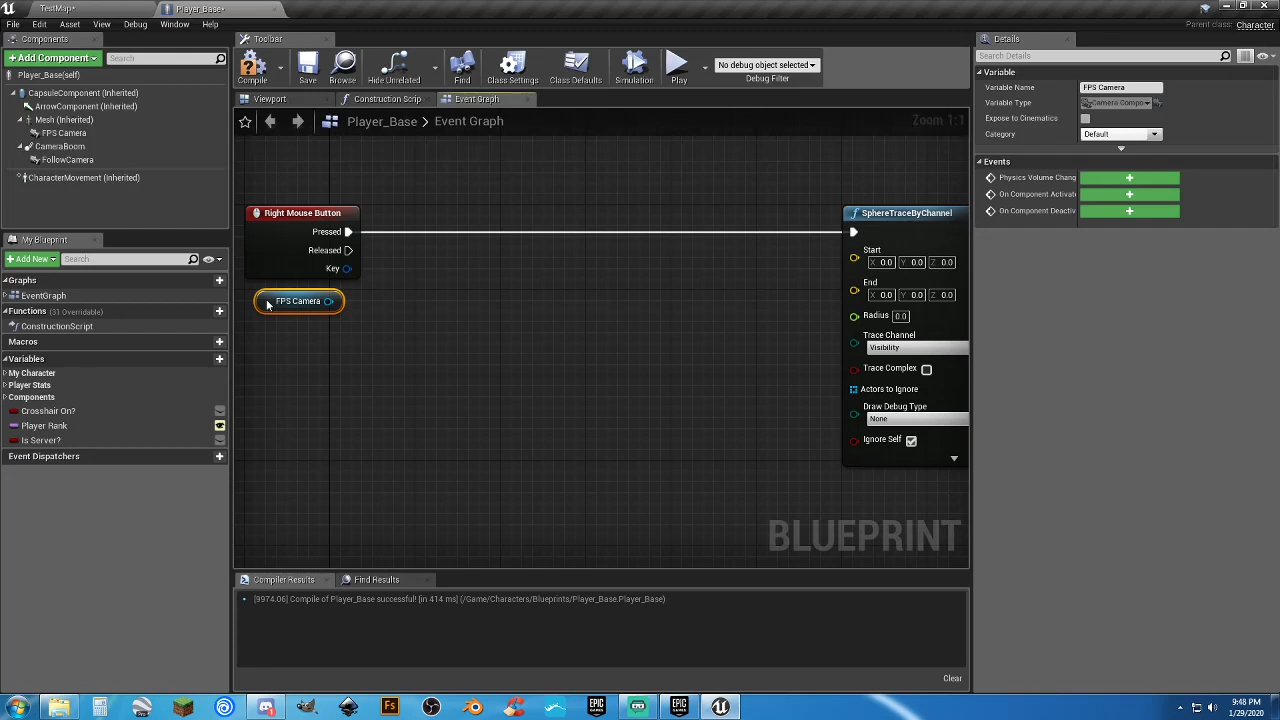 TestMap*
Player_Base*
File
Edit
Asset
View
Debug
Window
Help
Parent class: Character
Components
+Add Component
Search
Player_Base(self)
CapsuleComponent (Inherited)
ArrowComponent (Inherited)
Mesh (Inherited)
FPS Camera
CameraBoom
FollowCamera
CharacterMovement (Inherited)
My Blueprint
+Add New
Search
Graphs
EventGraph
Functions (31 Overridable)
ConstructionScript
Macros
Variables
My Character
Player Stats
Components
Crosshair On?
Player Rank
Is Server?
Event Dispatchers
Toolbar
Compile
Save
Browse
Hide Unrelated
Find
Class Settings
Class Defaults
Simulation
Play
No debug object selected
Debug Filter
Viewport
Construction Scrip
Event Graph
Player_Base > Event Graph
Zoom 1:1
Right Mouse Button
Pressed
Released
Key
FPS Camera
SphereTraceByChannel
Start
X 0.0 Y 0.0 Z 0.0
End
X 0.0 Y 0.0 Z 0.0
Radius 0.0
Trace Channel
Visibility
Trace Complex
Actors to Ignore
Draw Debug Type
None
Ignore Self
BLUEPRINT
Compiler Results
Find Results
[9974.06] Compile of Player_Base successful! [in 414 ms] (/Game/Characters/Blueprints/Player_Base.Player_Base)
Clear
Details
Search Details
Variable
Variable Name FPS Camera
Variable Type Camera Compo
Expose to Cinematics
Category Default
Events
Physics Volume Chang
On Component Activat
On Component Deactiv
Pro
Fs
EPIC GAMES
EPIC GAMES
9:48 PM
1/29/2020